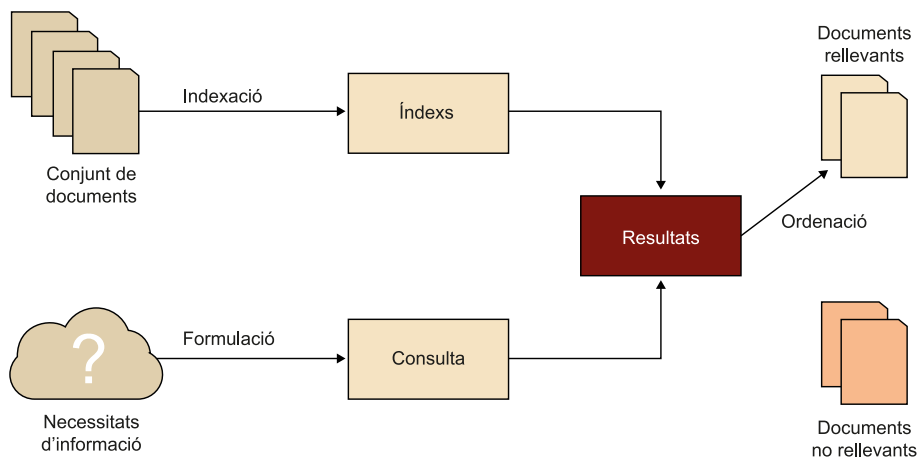 Documents
rellevants
Indexació
Índexs
Conjunt de
documents
Resultats
Ordenació
?
Formulació
Consulta
Necessitats
d'informació
Documents
no rellevants